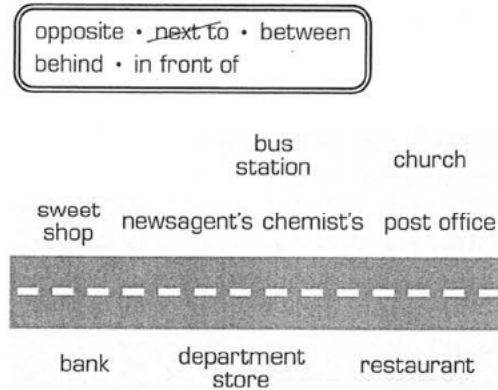 opposite • next to • between
behind • in front of
bus
station
church
sweet
shop
newsagent's chemist's
post office
bank
department
store
restaurant